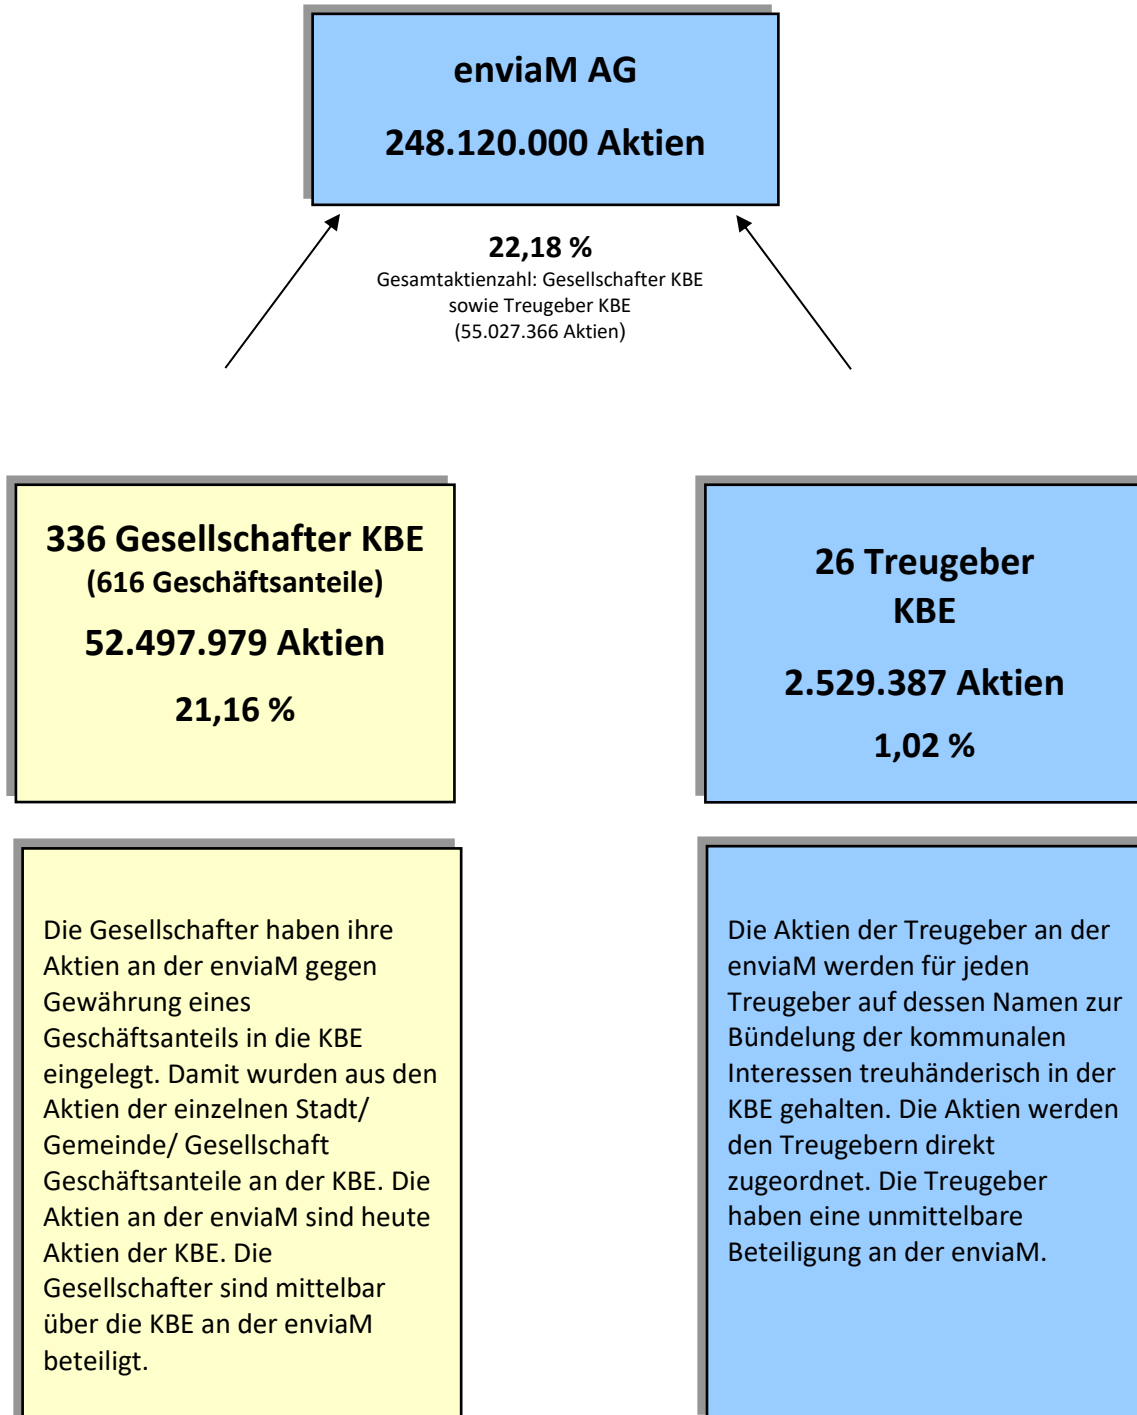 enviaM AG
248.120.000 Aktien
22,18 %
Gesamtaktienzahl: Gesellschafter KBE
sowie Treugeber KBE
(55.027.366 Aktien)
336 Gesellschafter KBE
(616 Geschäftsanteile)
52.497.979 Aktien
21,16 %
26 Treugeber
KBE
2.529.387 Aktien
1,02 %
Die Gesellschafter haben ihre
Aktien an der enviaM gegen
Gewährung eines
Geschäftsanteils in die KBE
eingelegt. Damit wurden aus den
Aktien der einzelnen Stadt/
Gemeinde/ Gesellschaft
Geschäftsanteile an der KBE. Die
Aktien an der enviaM sind heute
Aktien der KBE. Die
Gesellschafter sind mittelbar
über die KBE an der enviaM
beteiligt.
Die Aktien der Treugeber an der
enviaM werden für jeden
Treugeber auf dessen Namen zur
Bündelung der kommunalen
Interessen treuhänderisch in der
KBE gehalten. Die Aktien werden
den Treugebern direkt
zugeordnet. Die Treugeber
haben eine unmittelbare
Beteiligung an der enviaM.